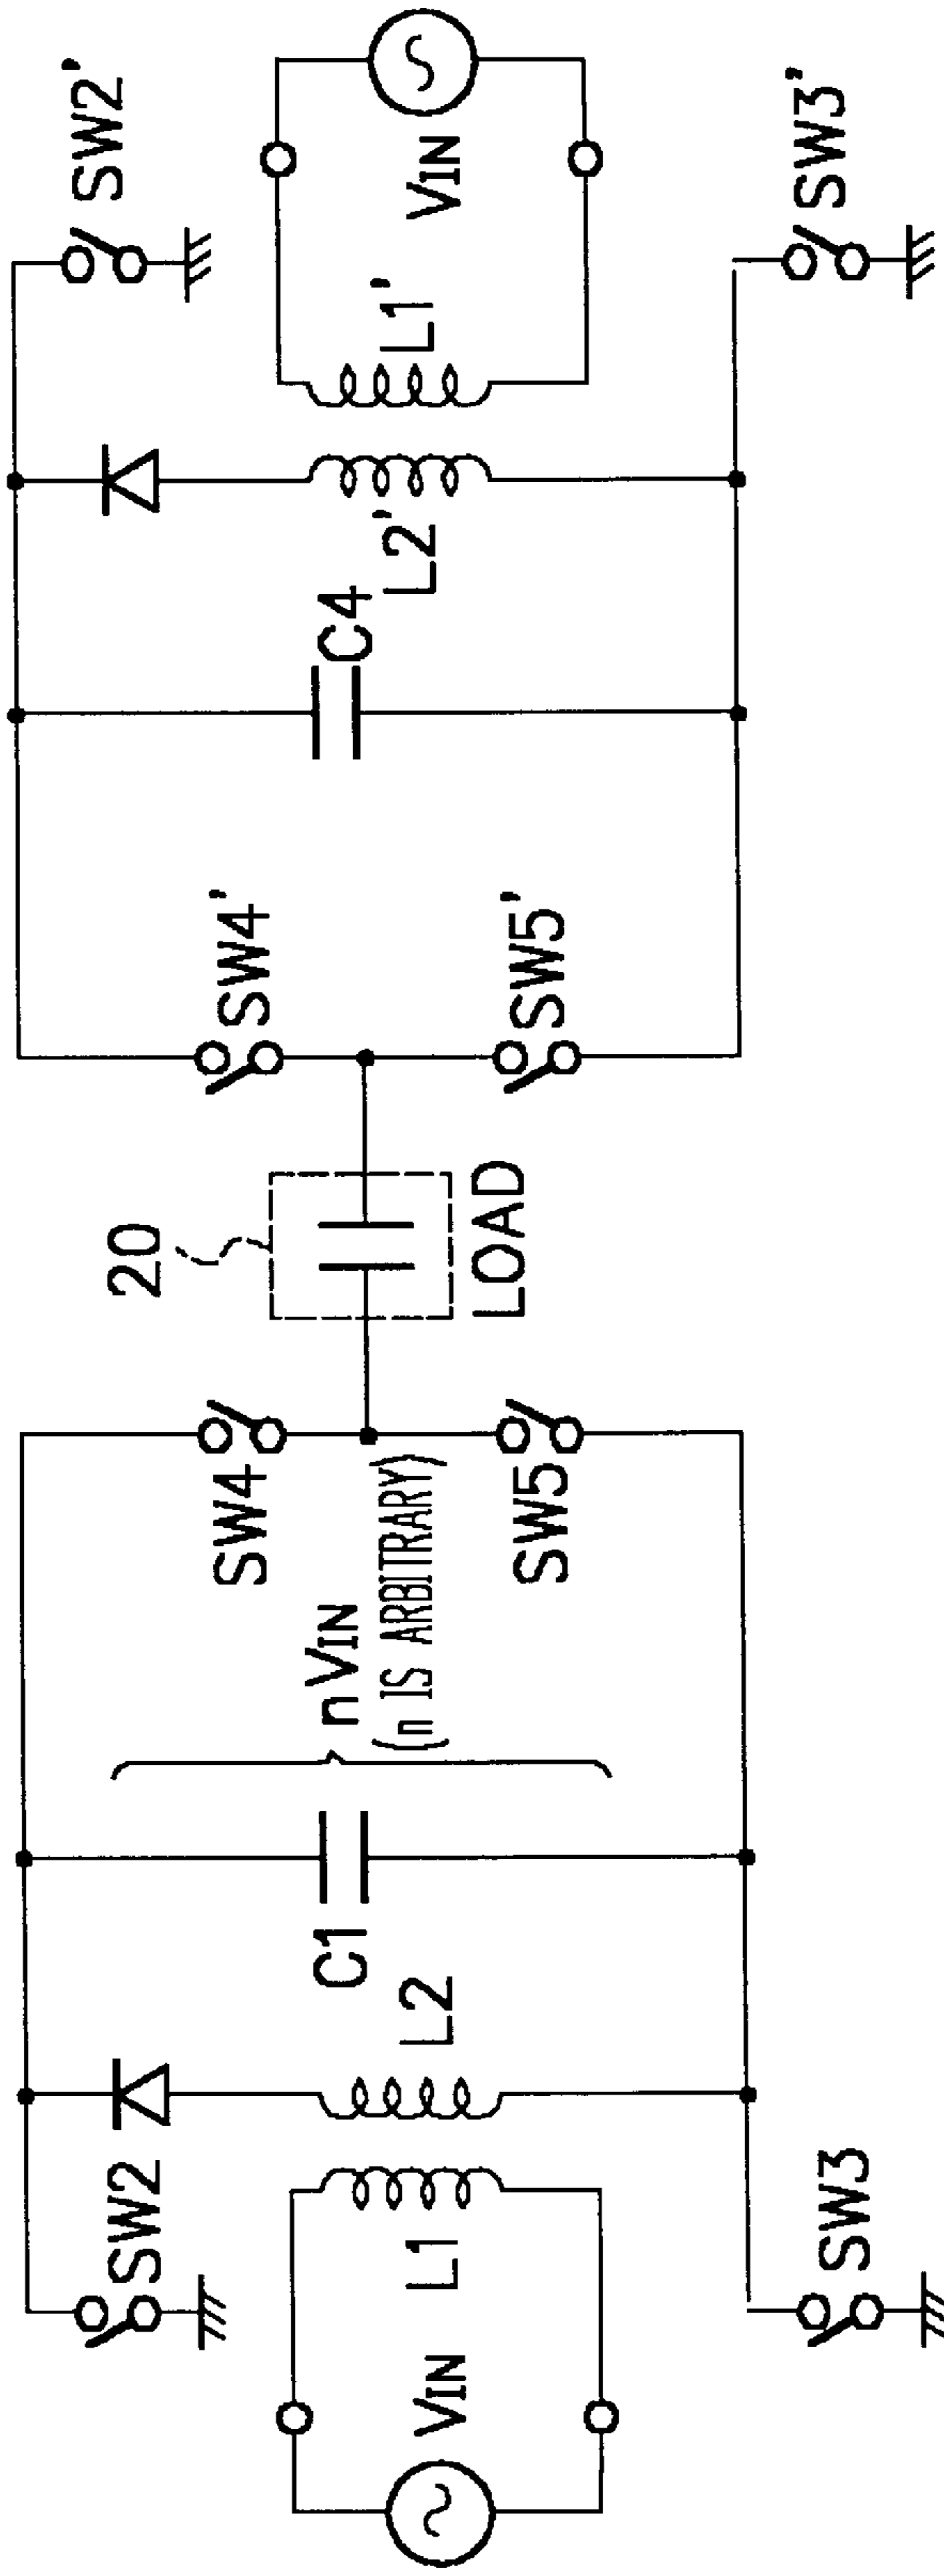 SW2
SW3
VIN
L1
L2
C1
nVIN
(n IS ARBITRARY)
SW4
SW5
20
LOAD
SW4'
SW5'
C4
L2'
L1'
VIN
SW2'
SW3'